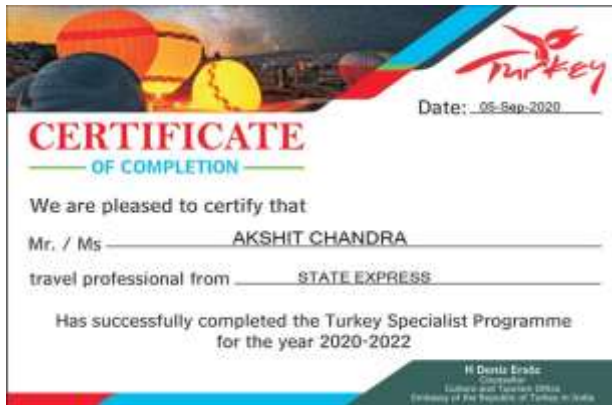 Turkey
Date: 05-Sep-2020
CERTIFICATE
OF COMPLETION
We are pleased to certify that
Mr. / Ms AKSHIT CHANDRA
travel professional from STATE EXPRESS
Has successfully completed the Turkey Specialist Programme
for the year 2020-2022
H Deniz Ersöz
Counsellor
Culture and Tourism Office
Embassy of the Republic of Turkey in India